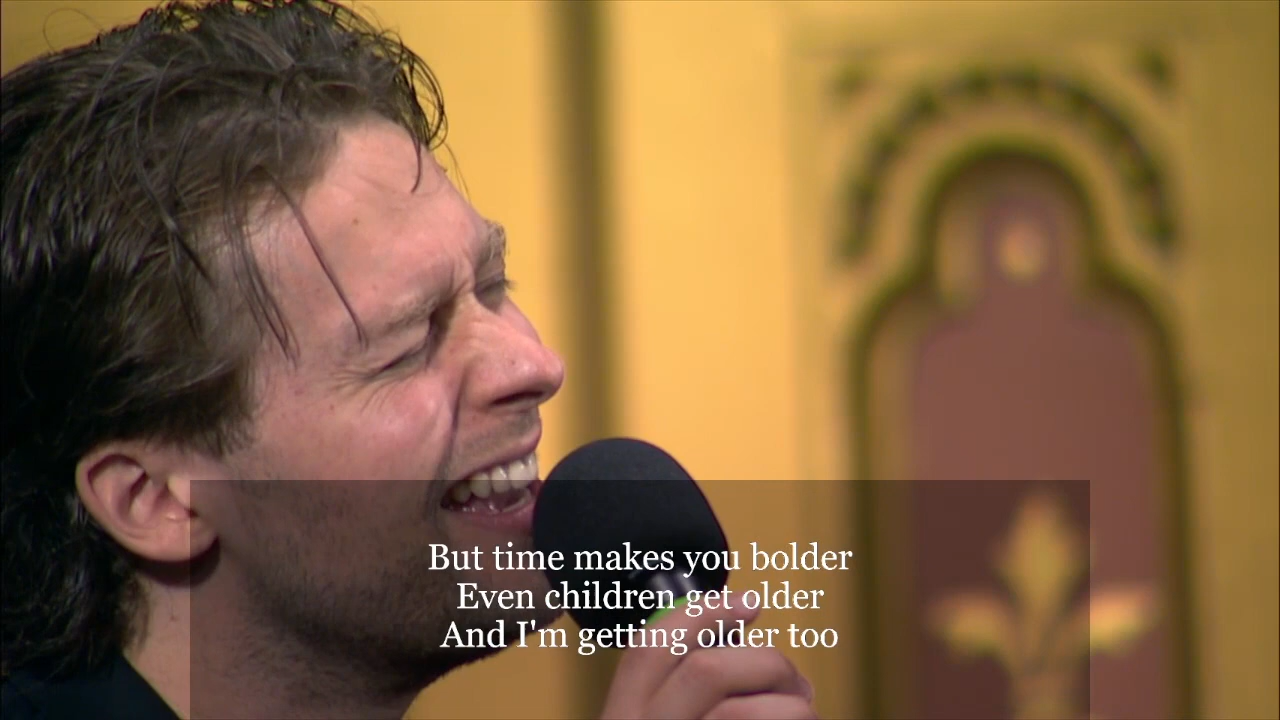 But time makes you bolder
Even children get older
And I'm getting older too